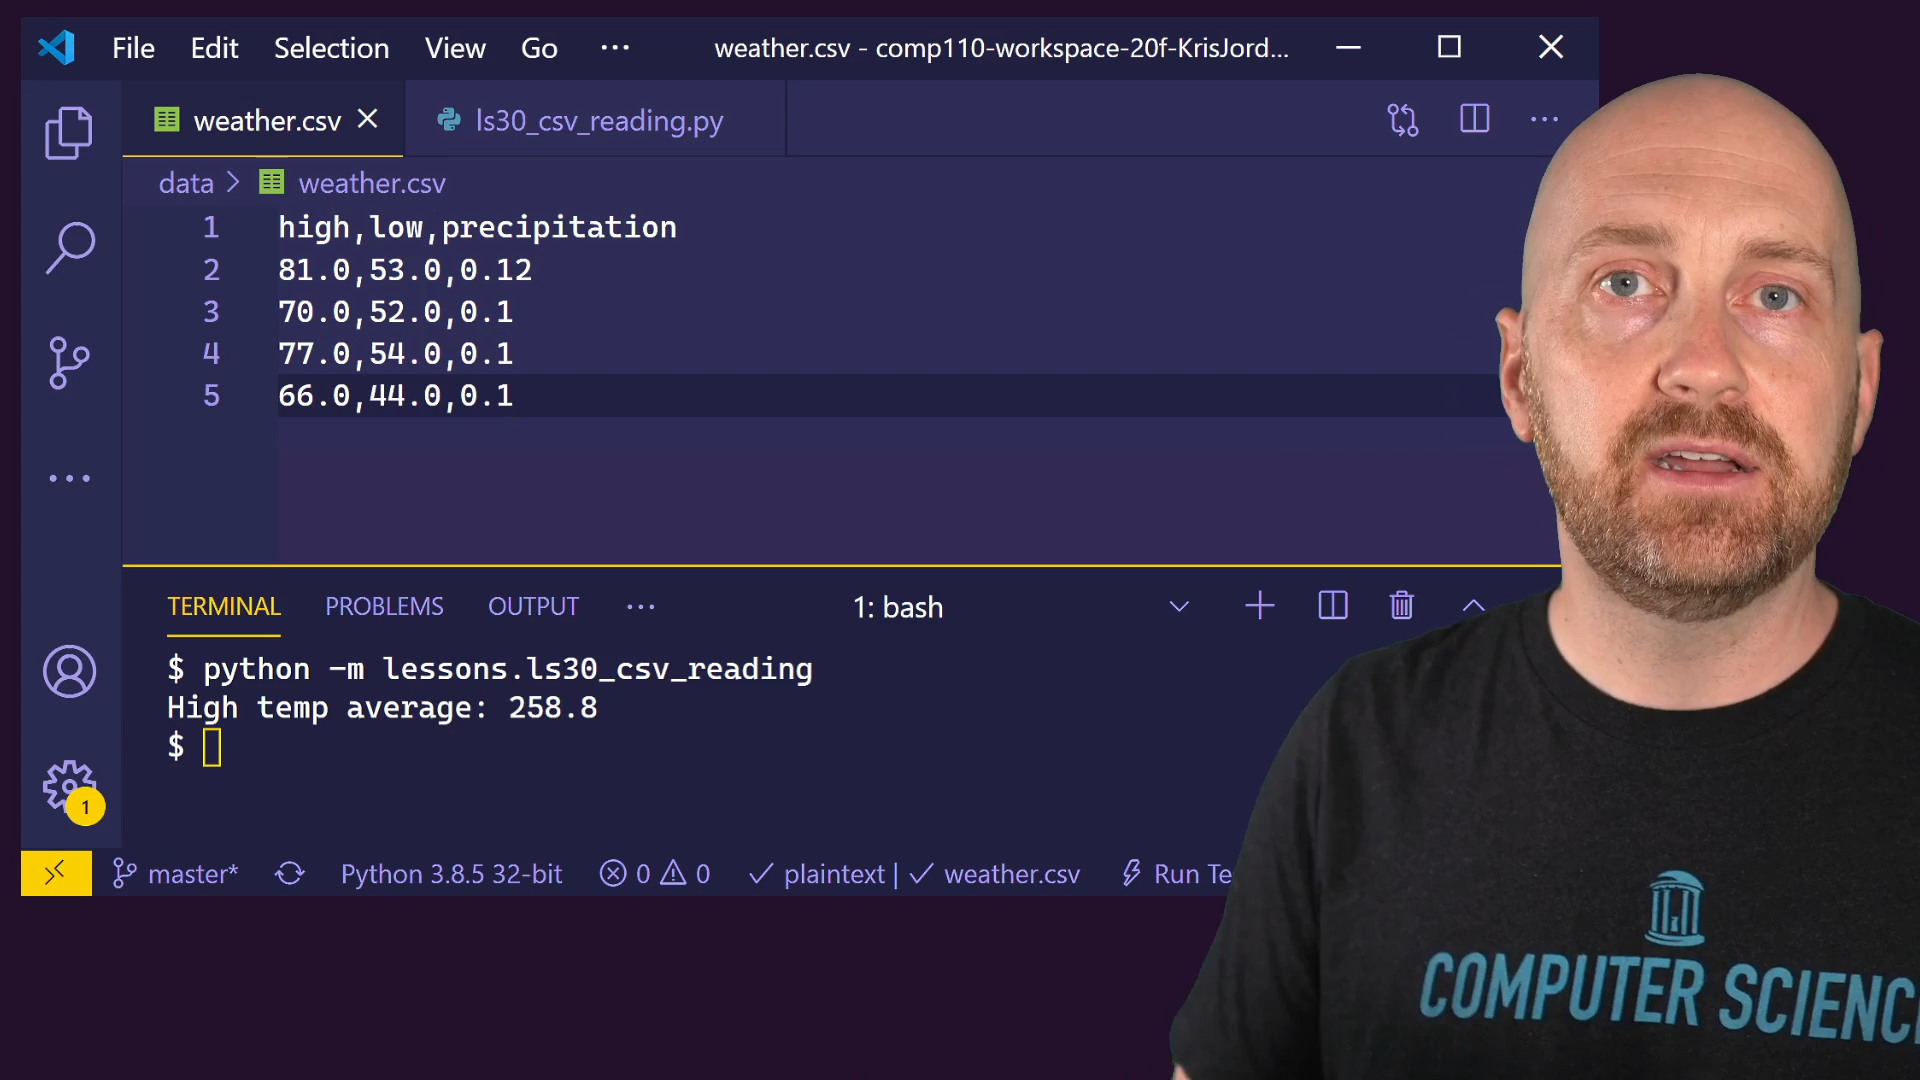 File Edit Selection View Go ··· weather.csv - comp110-workspace-20f-KrisJord...
weather.csv ls30_csv_reading.py
data > weather.csv
1 high,low,precipitation
2 81.0,53.0,0.12
3 70.0,52.0,0.1
4 77.0,54.0,0.1
5 66.0,44.0,0.1
TERMINAL PROBLEMS OUTPUT ··· 1: bash
$ python -m lessons.ls30_csv_reading
High temp average: 258.8
$
1
master* Python 3.8.5 32-bit 0 0 plaintext | weather.csv Run Te
COMPUTER SCIENC